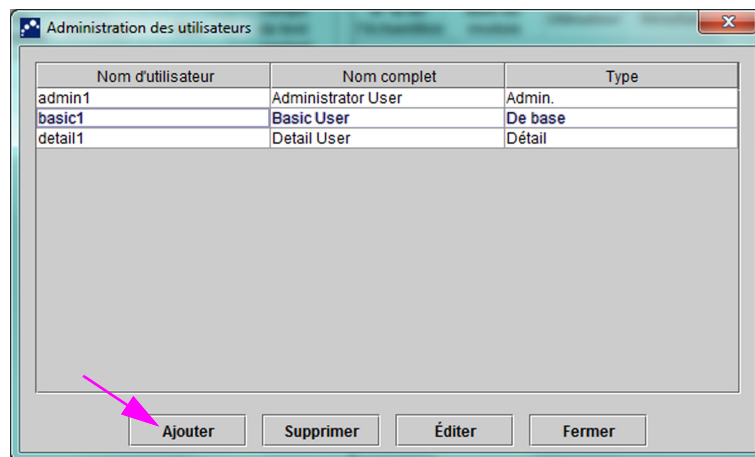 Administration des utilisateurs
Nom d'utilisateur Nom complet Type
admin1 Administrator User Admin.
basic1 Basic User De base
detail1 Detail User Détail
Ajouter Supprimer Éditer Fermer